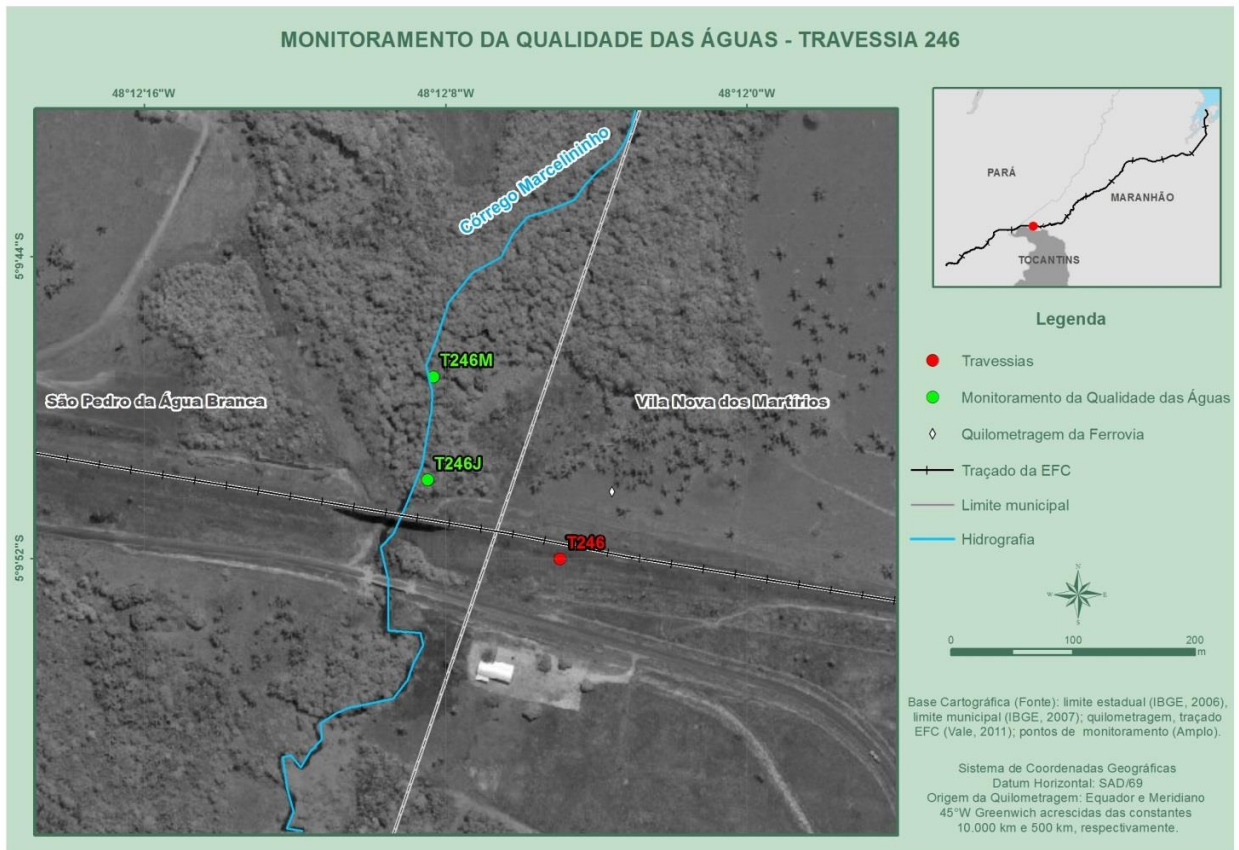 MONITORAMENTO DA QUALIDADE DAS ÁGUAS - TRAVESSIA 246
48°12'16"W
48°12'8"W
48°12'0"W
5°9'44"S
5°9'52"S
Córrego Marcelininho
T246M
São Pedro da Água Branca
Vila Nova dos Martírios
T246J
T246
PARÁ
MARANHÃO
TOCANTINS
Legenda
Travessias
Monitoramento da Qualidade das Águas
Quilometragem da Ferrovia
Traçado da EFC
Limite municipal
Hidrografia
N
W
E
S
0
100
200
m
Base Cartográfica (Fonte): limite estadual (IBGE, 2006),
limite municipal (IBGE, 2007); quilometragem, traçado
EFC (Vale, 2011); pontos de monitoramento (Amplo).
Sistema de Coordenadas Geográficas
Datum Horizontal: SAD/69
Origem da Quilometragem: Equador e Meridiano
45°W Greenwich acrescidas das constantes
10.000 km e 500 km, respectivamente.